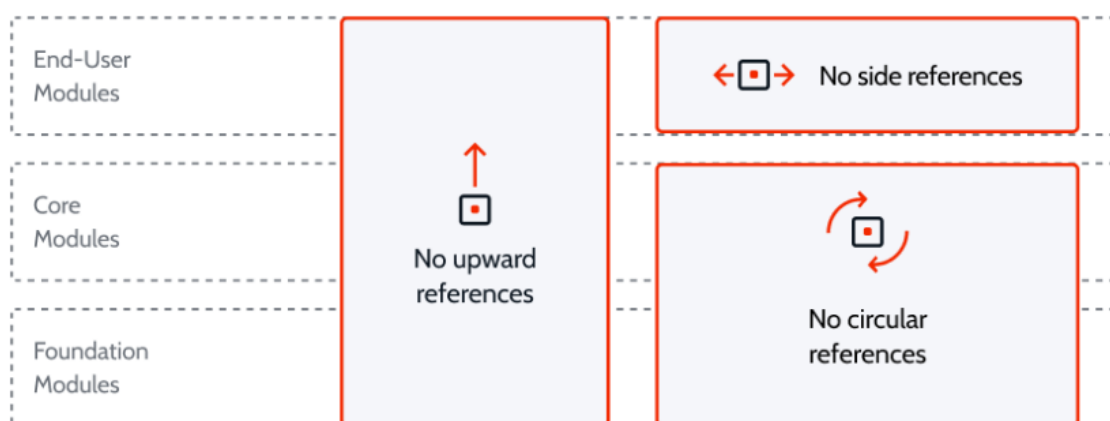 End-User
Modules
No side references
Core
Modules
No upward
references
No circular
references
Foundation
Modules